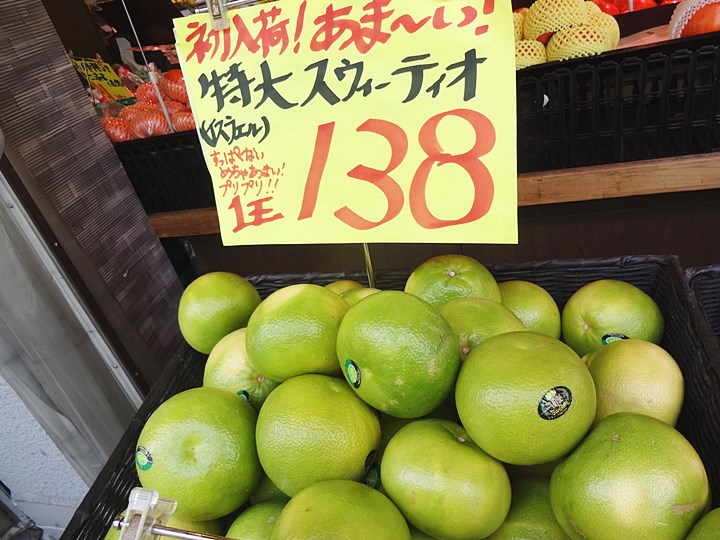 初入荷!あま〜い!
特大スウィーティオ
(イスラエル)
すっぱくない
めちゃあまい!
プリプリ!!
1玉 138